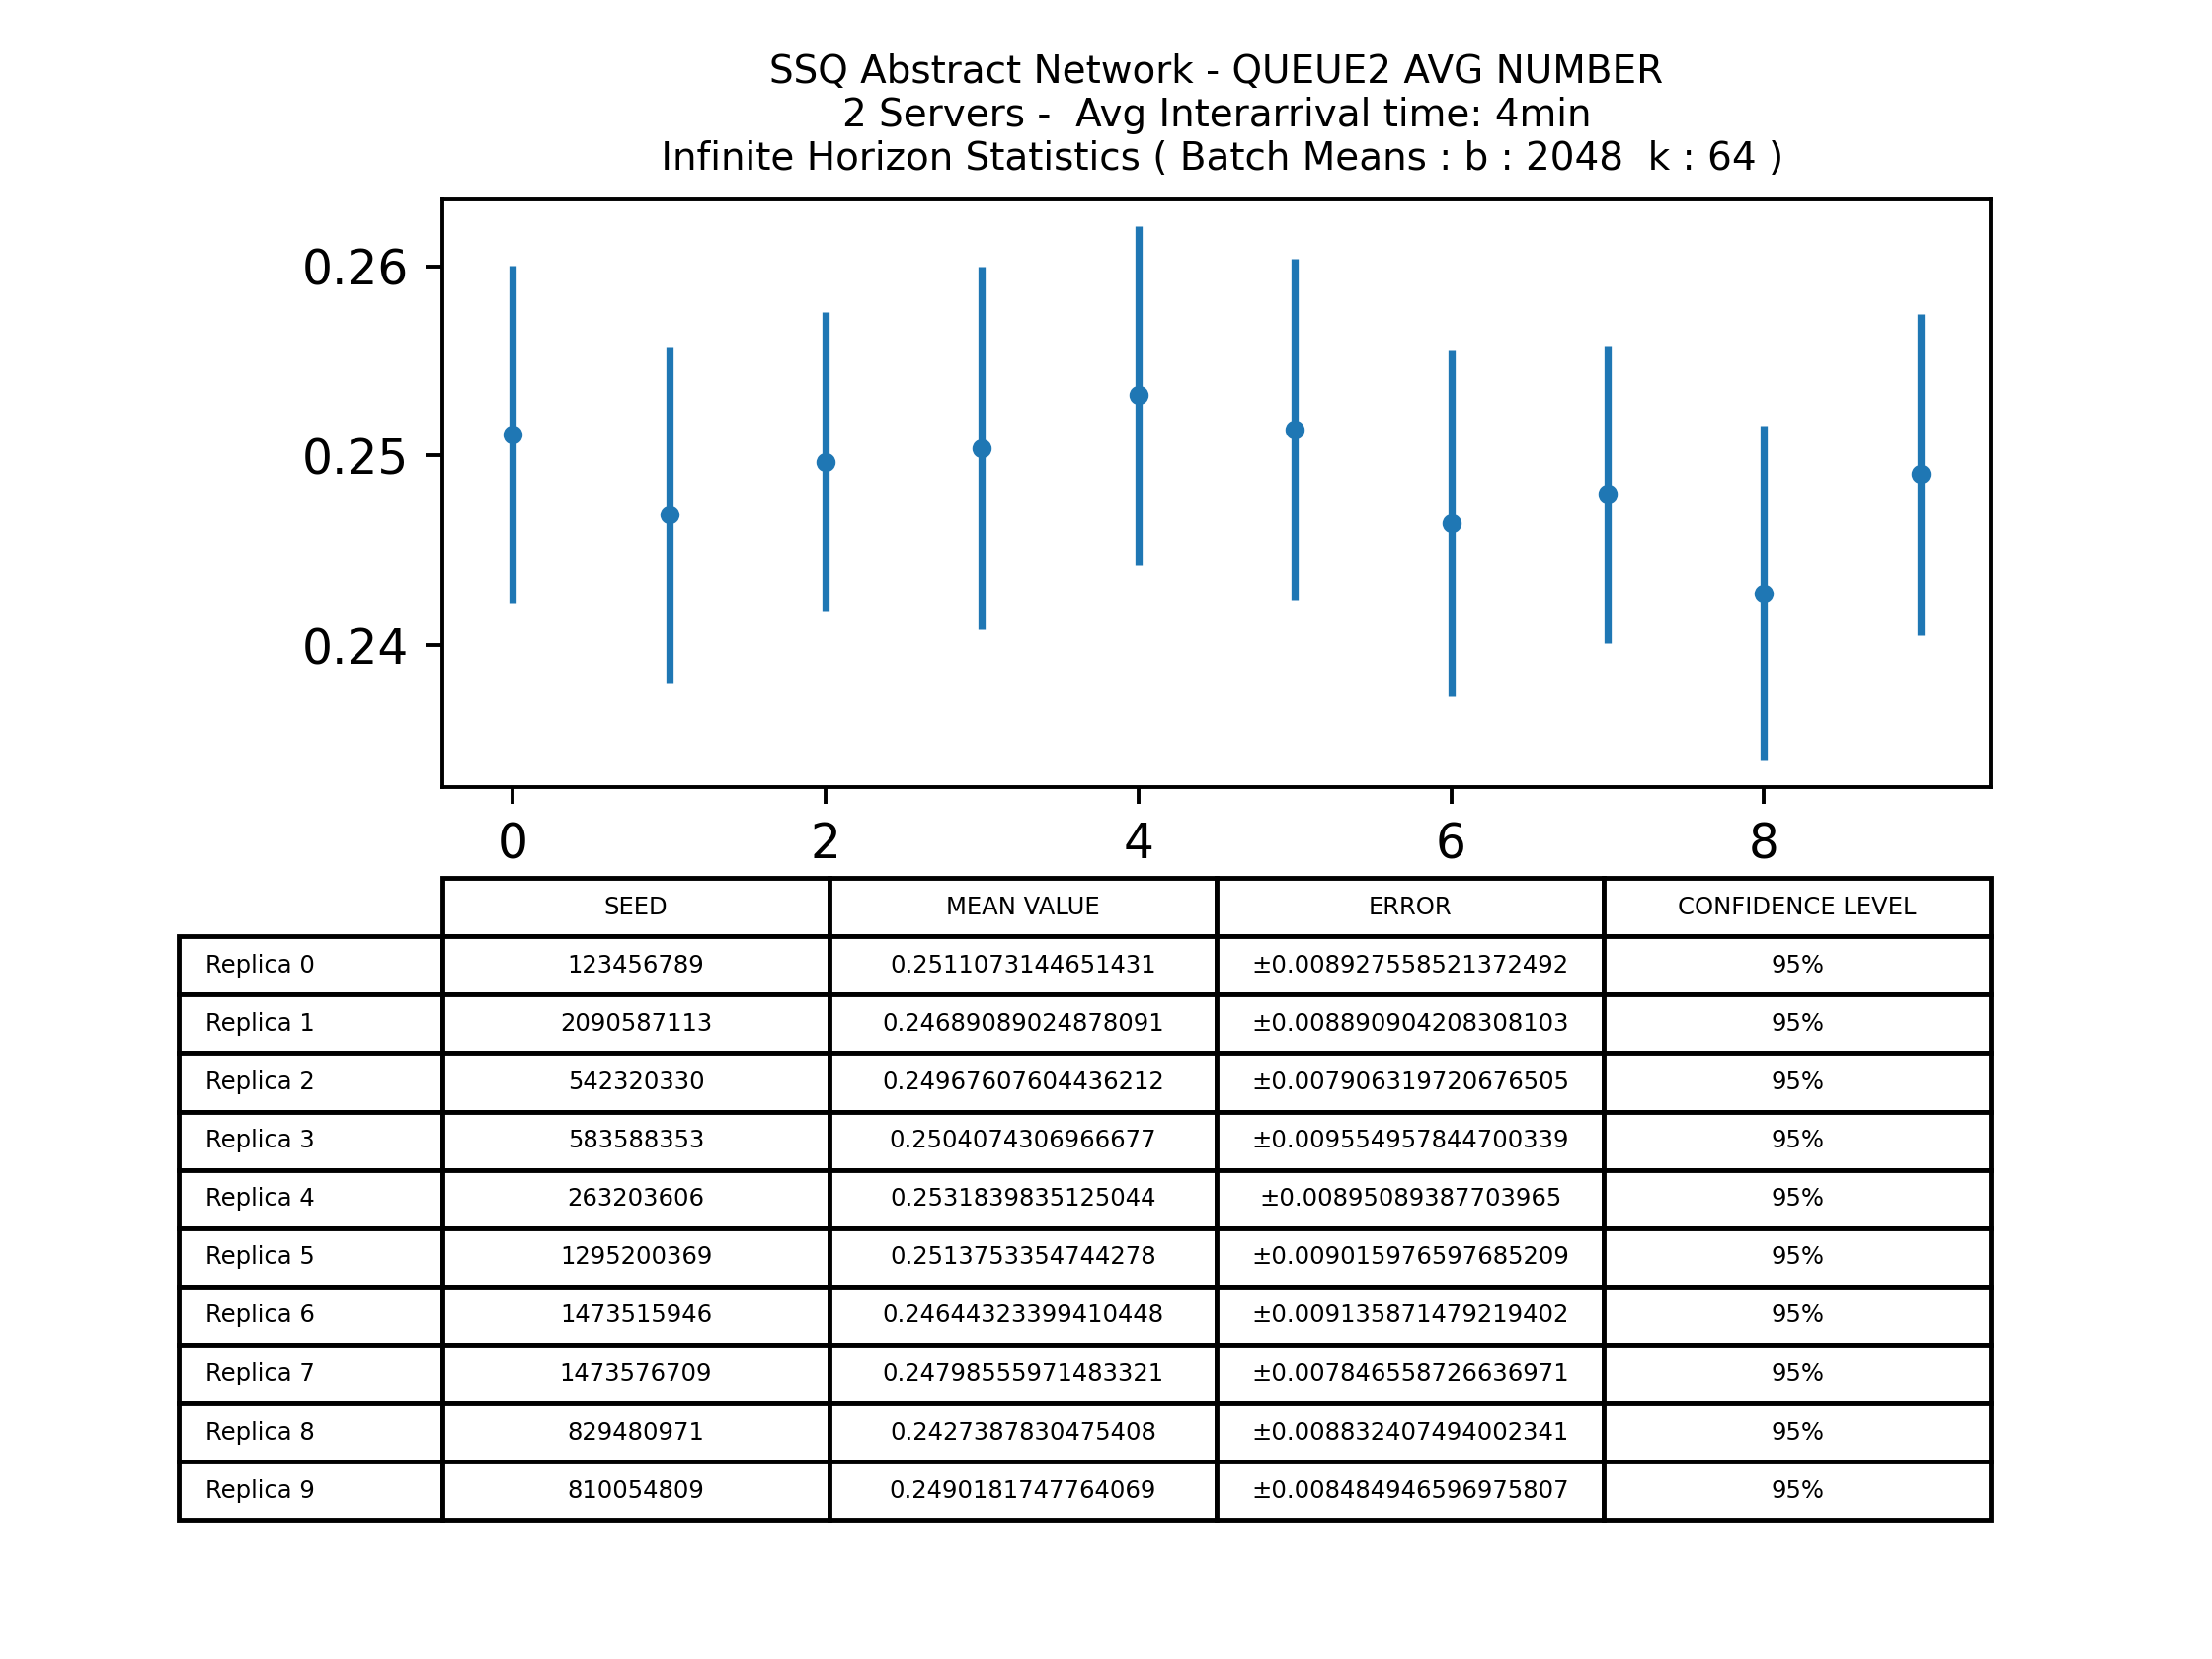 SSQ Abstract Network - QUEUE2 AVG NUMBER
2 Servers -  Avg Interarrival time: 4min
Infinite Horizon Statistics ( Batch Means : b : 2048  k : 64 )
0.26
0.25
0.24
0 2 4 6 8
SEED MEAN VALUE ERROR CONFIDENCE LEVEL
Replica 0 123456789 0.2511073144651431 ±0.008927558521372492 95%
Replica 1 2090587113 0.24689089024878091 ±0.008890904208308103 95%
Replica 2 542320330 0.24967607604436212 ±0.007906319720676505 95%
Replica 3 583588353 0.2504074306966677 ±0.009554957844700339 95%
Replica 4 263203606 0.2531839835125044 ±0.00895089387703965 95%
Replica 5 1295200369 0.2513753354744278 ±0.009015976597685209 95%
Replica 6 1473515946 0.24644323399410448 ±0.009135871479219402 95%
Replica 7 1473576709 0.24798555971483321 ±0.007846558726636971 95%
Replica 8 829480971 0.2427387830475408 ±0.008832407494002341 95%
Replica 9 810054809 0.2490181747764069 ±0.008484946596975807 95%